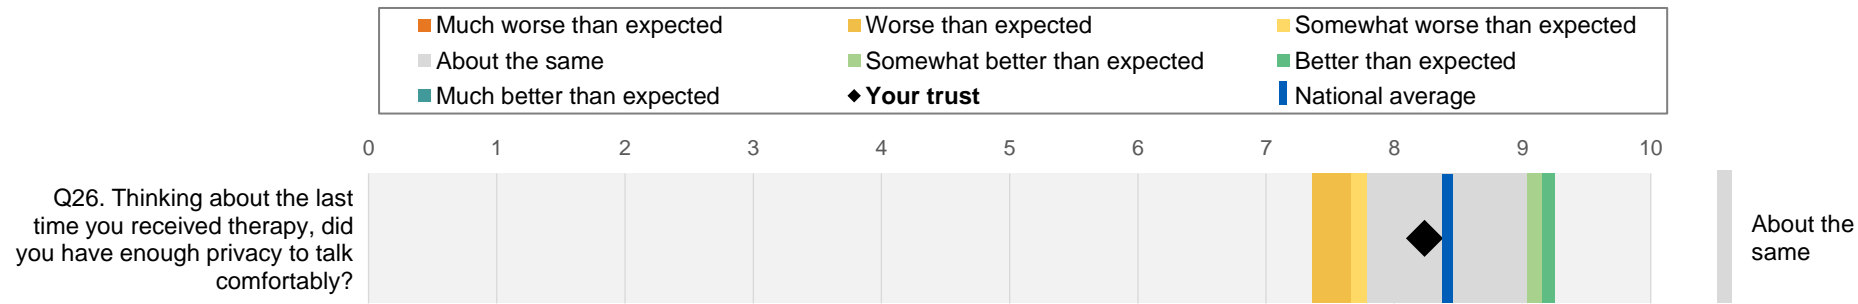 Much worse than expected Worse than expected Somewhat worse than expected
About the same Somewhat better than expected Better than expected
Much better than expected Your trust National average
0 1 2 3 4 5 6 7 8 9 10
Q26. Thinking about the last
time you received therapy, did
you have enough privacy to talk
comfortably?
About the
same